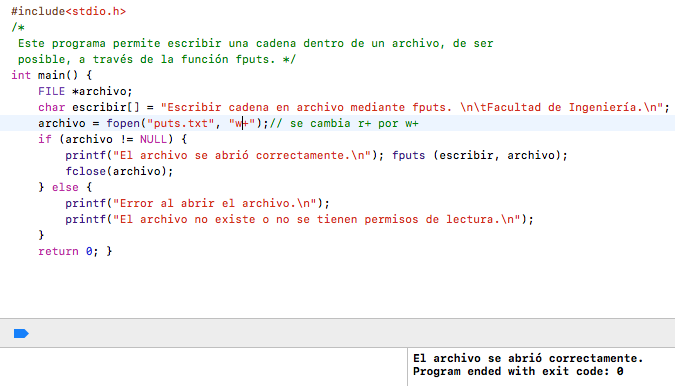 #include<stdio.h>
/*
Este programa permite escribir una cadena dentro de un archivo, de ser
posible, a través de la función fputs. */
int main() {
FILE *archivo;
char escribir[] = "Escribir cadena en archivo mediante fputs. \n\tFacultad de Ingeniería.\n";
archivo = fopen("puts.txt", "w+");// se cambia r+ por w+
if (archivo != NULL) {
printf("El archivo se abrió correctamente.\n"); fputs (escribir, archivo);
fclose(archivo);
} else {
printf("Error al abrir el archivo.\n");
printf("El archivo no existe o no se tienen permisos de lectura.\n");
}
return 0; }
El archivo se abrió correctamente.
Program ended with exit code: 0